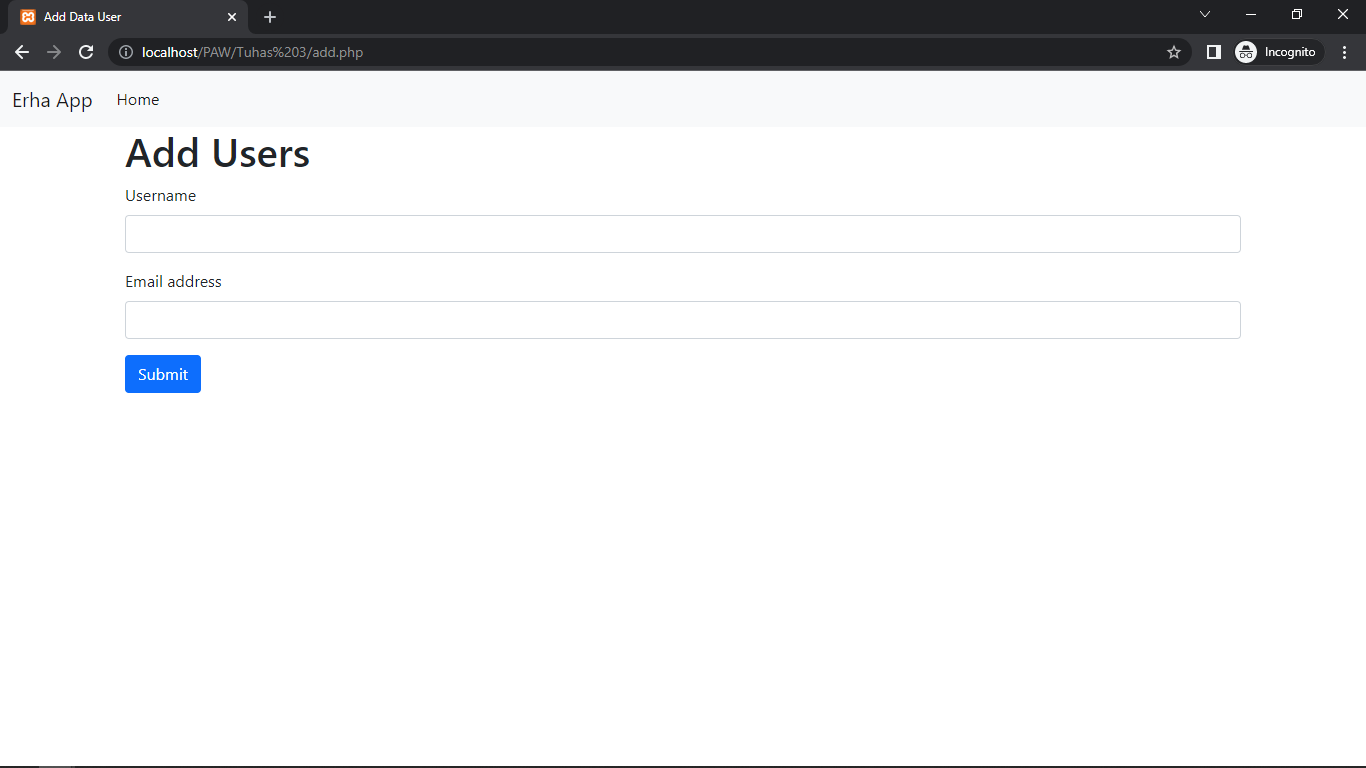 Add Data User
localhost/PAW/Tuhas%203/add.php
Incognito
Erha App Home
Add Users
Username
Email address
Submit